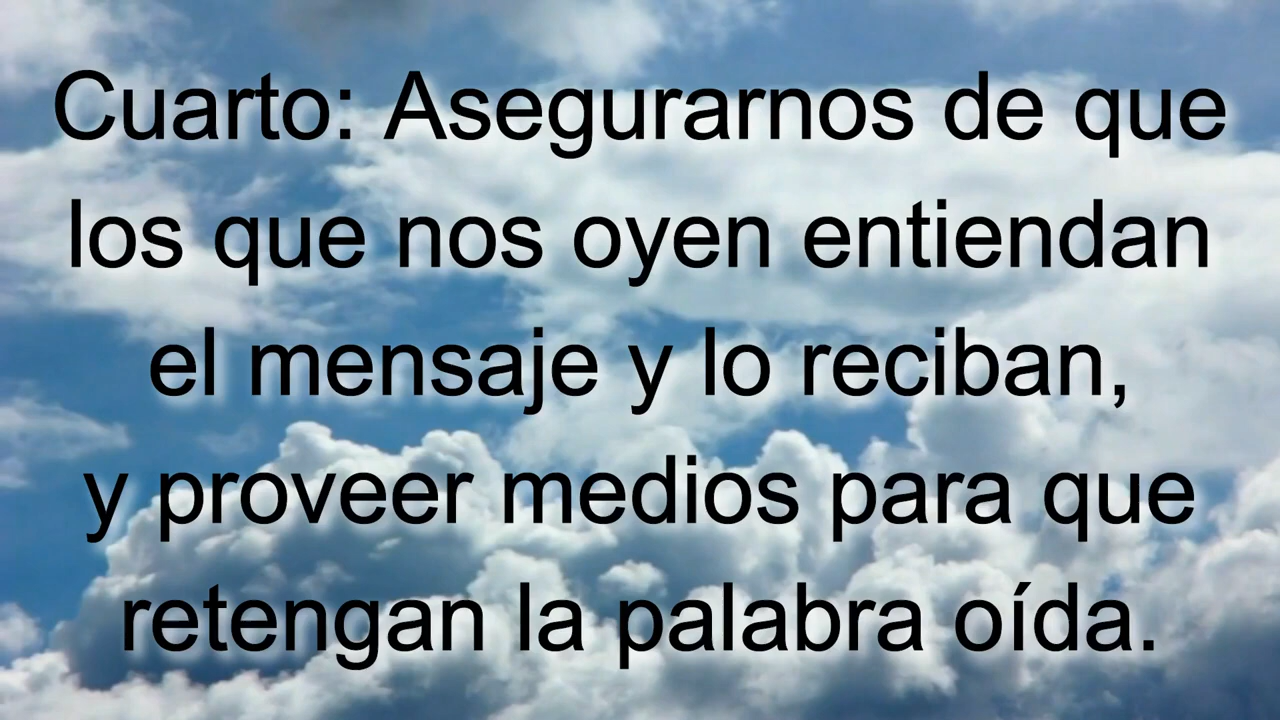 Cuarto: Asegurarnos de que
los que nos oyen entiendan
el mensaje y lo reciban,
y proveer medios para que
retengan la palabra oída.